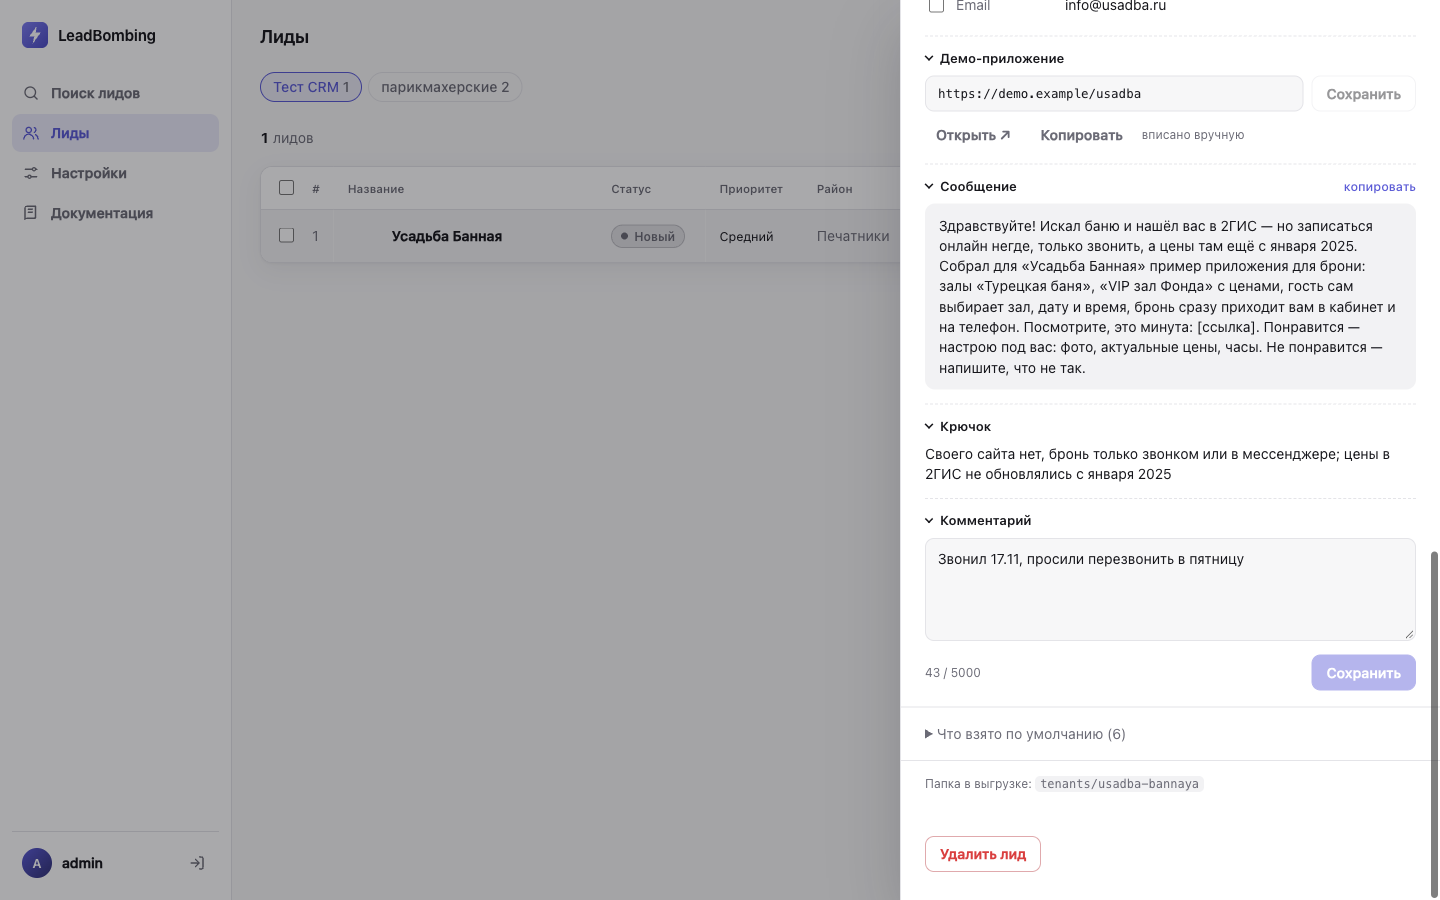 LeadBombing
Поиск лидов
Лиды
Настройки
Документация
A admin
Лиды
Тест CRM 1
парикмахерские 2
1 лидов
# Название Статус Приоритет Район
1 Усадьба Банная Новый Средний Печатники
Email info@usadba.ru
Демо-приложение
https://demo.example/usadba Сохранить
Открыть ↗ Копировать вписано вручную
Сообщение копировать
Здравствуйте! Искал баню и нашёл вас в 2ГИС — но записаться
онлайн негде, только звонить, а цены там ещё с января 2025.
Собрал для «Усадьба Банная» пример приложения для брони:
залы «Турецкая баня», «VIP зал Фонда» с ценами, гость сам
выбирает зал, дату и время, бронь сразу приходит вам в кабинет и
на телефон. Посмотрите, это минута: [ссылка]. Понравится —
настрою под вас: фото, актуальные цены, часы. Не понравится —
напишите, что не так.
Крючок
Своего сайта нет, бронь только звонком или в мессенджере; цены в
2ГИС не обновлялись с января 2025
Комментарий
Звонил 17.11, просили перезвонить в пятницу
43 / 5000 Сохранить
Что взято по умолчанию (6)
Папка в выгрузке: tenants/usadba-bannaya
Удалить лид